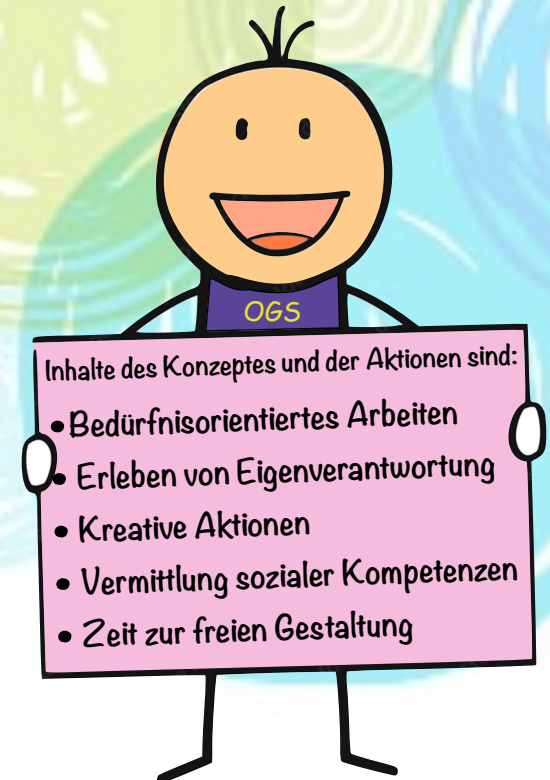 OGS
Inhalte des Konzeptes und der Aktionen sind:
•Bedürfnisorientiertes Arbeiten
• Erleben von Eigenverantwortung
• Kreative Aktionen
• Vermittlung sozialer Kompetenzen
• Zeit zur freien Gestaltung